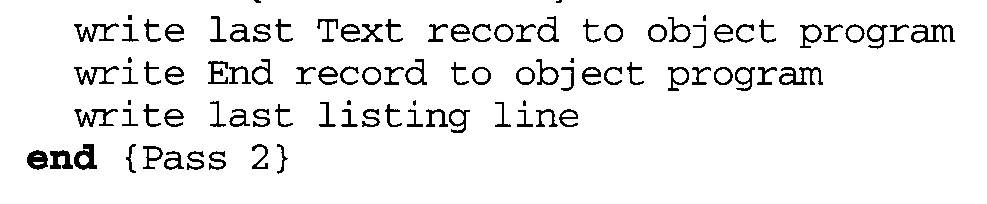 write last Text record to object program
write End record to object program
write last listing line
end {Pass 2}